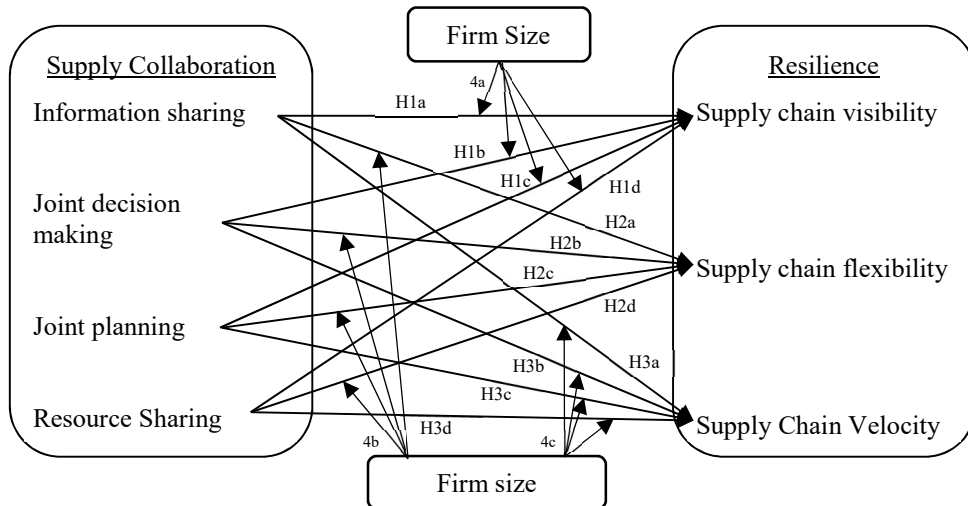 Firm Size
Supply Collaboration
Resilience
4a
Information sharing
H1a
Supply chain visibility
H1b
H1c
H1d
Joint decision
making
H2a
H2b
Supply chain flexibility
H2c
H2d
Joint planning
H3a
H3b
H3c
Resource Sharing
H3d
Supply Chain Velocity
4b
4c
Firm size